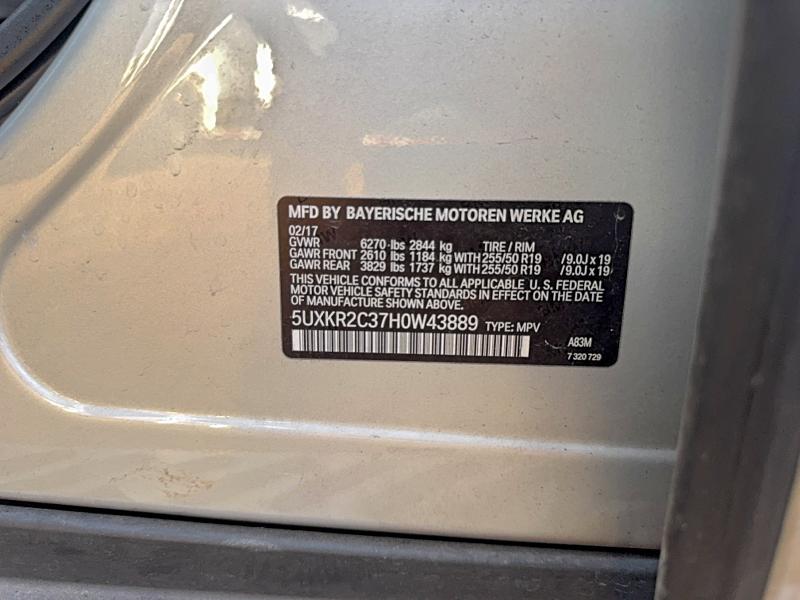 MFD BY BAYERISCHE MOTOREN WERKE AG
02/17
GVWR 6270 lbs 2844 kg TIRE / RIM
GAWR FRONT 2610 lbs 1184 kg WITH 255/50 R19 /9.0J x 19
GAWR REAR 3829 lbs 1737 kg WITH 255/50 R19 /9.0J x 19
THIS VEHICLE CONFORMS TO ALL APPLICABLE U. S. FEDERAL
MOTOR VEHICLE SAFETY STANDARDS IN EFFECT ON THE DATE
OF MANUFACTURE SHOWN ABOVE.
5UXKR2C37H0W43889 TYPE: MPV
A83M
7 320 729